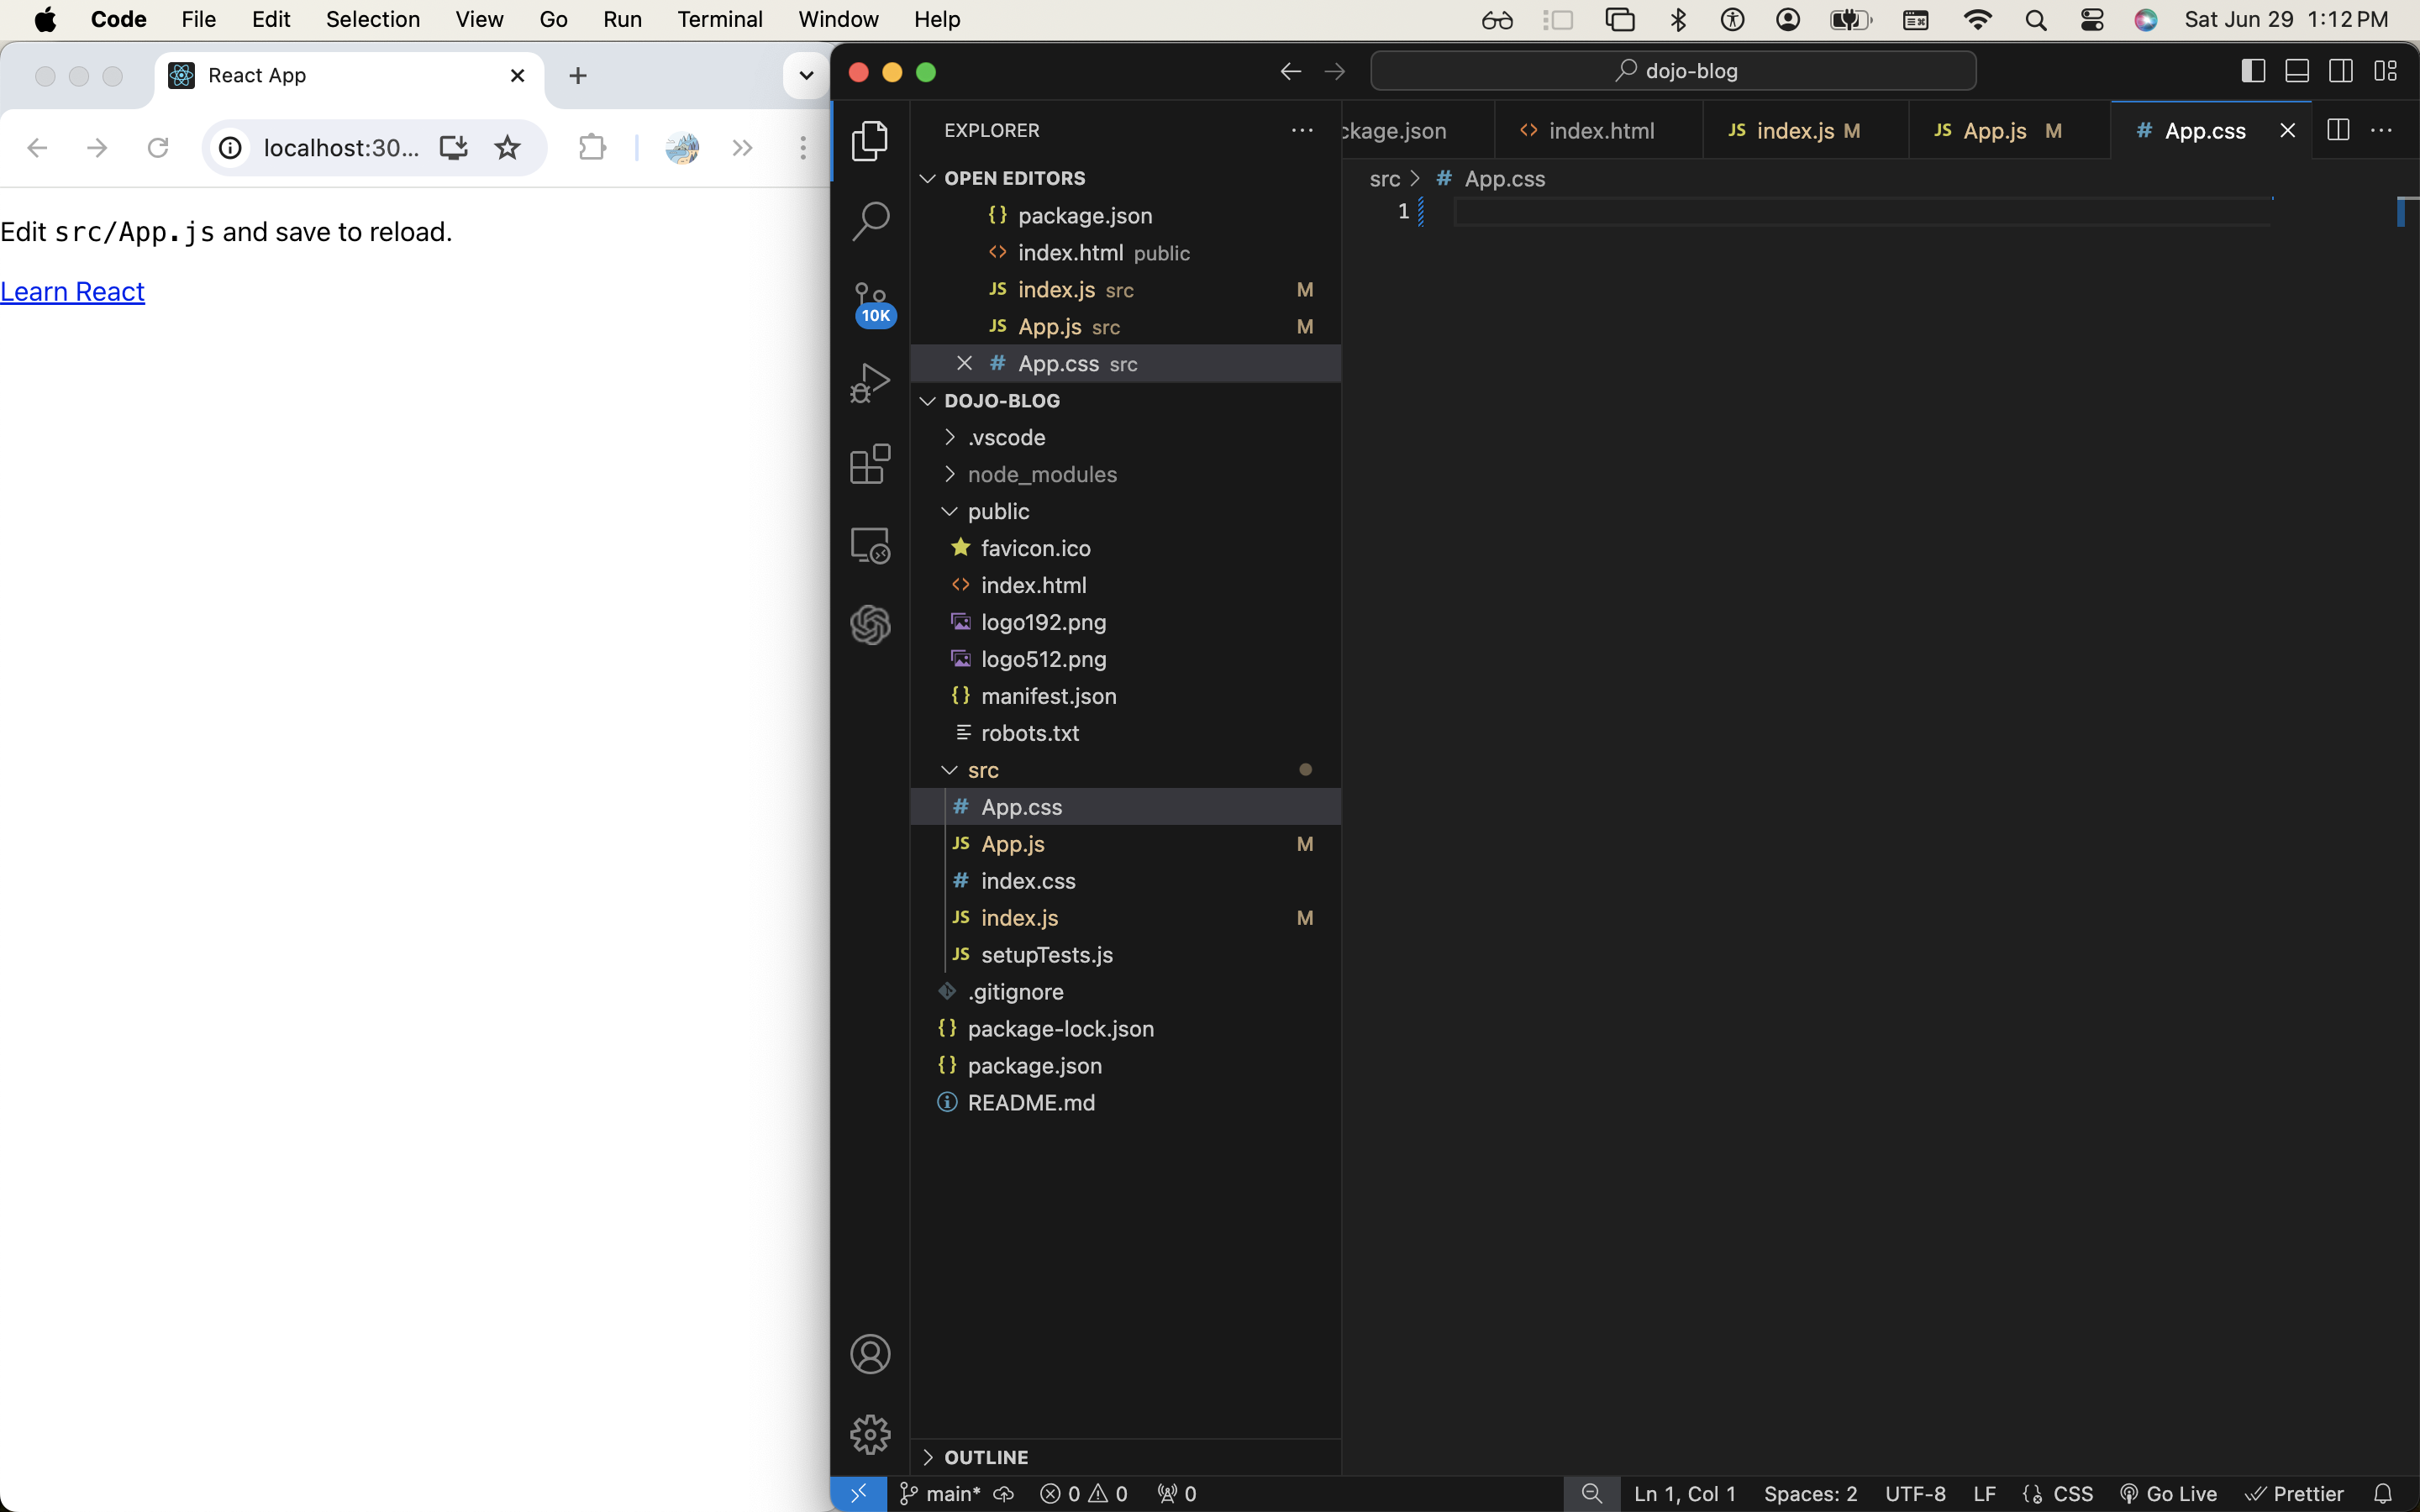 Code File Edit Selection View Go Run Terminal Window Help Sat Jun 29 1:12 PM
React App
localhost:30...
Edit src/App.js and save to reload.
Learn React
dojo-blog
EXPLORER
OPEN EDITORS
{} package.json
<> index.html public
JS index.js src M
JS App.js src M
# App.css src
DOJO-BLOG
.vscode
node_modules
public
favicon.ico
<> index.html
logo192.png
logo512.png
{} manifest.json
robots.txt
src
# App.css
JS App.js M
# index.css
JS index.js M
JS setupTests.js
.gitignore
{} package-lock.json
{} package.json
README.md
OUTLINE
10K
ckage.json <> index.html JS index.js M JS App.js M # App.css
src > # App.css
1
main* 0 0 0 Ln 1, Col 1 Spaces: 2 UTF-8 LF CSS Go Live Prettier